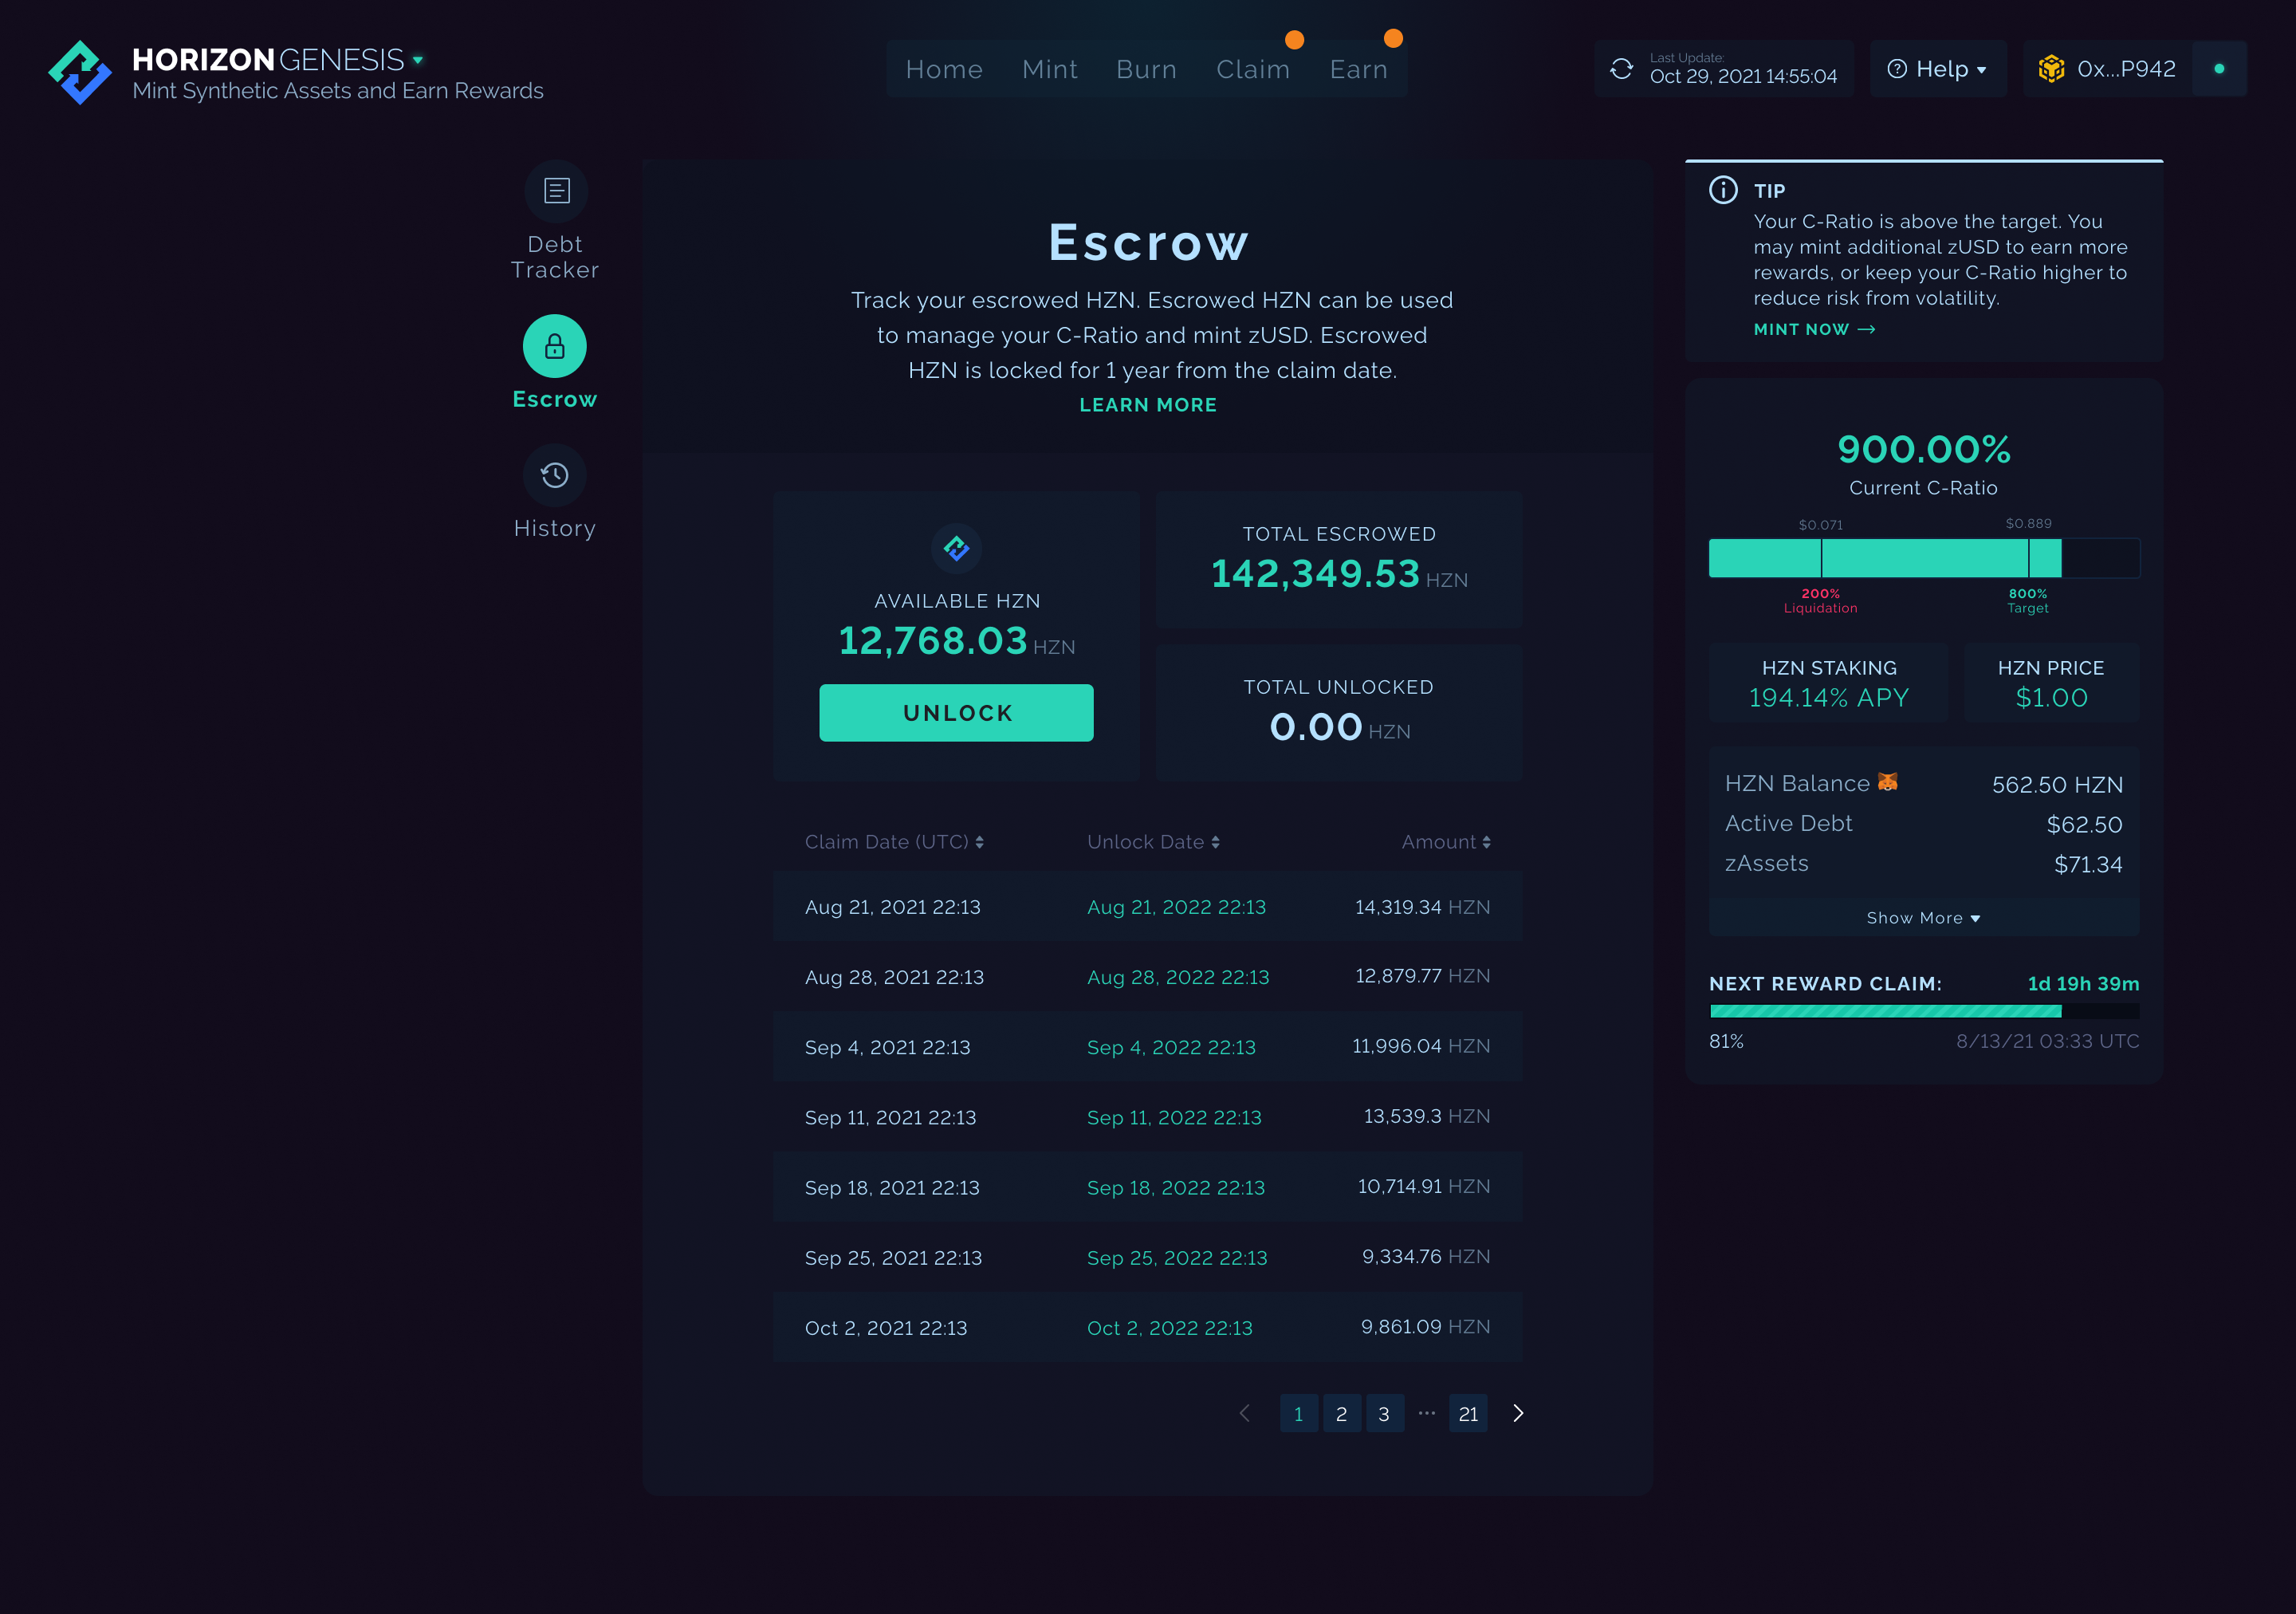 HORIZON GENESIS
Mint Synthetic Assets and Earn Rewards
Home Mint Burn Claim Earn
Last Update:
Oct 29, 2021 14:55:04
Help
0x...P942
Debt
Tracker
Escrow
History
Escrow
Track your escrowed HZN. Escrowed HZN can be used
to manage your C-Ratio and mint zUSD. Escrowed
HZN is locked for 1 year from the claim date.
LEARN MORE
AVAILABLE HZN
12,768.03 HZN
UNLOCK
TOTAL ESCROWED
142,349.53 HZN
TOTAL UNLOCKED
0.00 HZN
Claim Date (UTC) Unlock Date Amount
Aug 21, 2021 22:13 Aug 21, 2022 22:13 14,319.34 HZN
Aug 28, 2021 22:13 Aug 28, 2022 22:13 12,879.77 HZN
Sep 4, 2021 22:13 Sep 4, 2022 22:13 11,996.04 HZN
Sep 11, 2021 22:13 Sep 11, 2022 22:13 13,539.3 HZN
Sep 18, 2021 22:13 Sep 18, 2022 22:13 10,714.91 HZN
Sep 25, 2021 22:13 Sep 25, 2022 22:13 9,334.76 HZN
Oct 2, 2021 22:13 Oct 2, 2022 22:13 9,861.09 HZN
1 2 3 ... 21
TIP
Your C-Ratio is above the target. You
may mint additional zUSD to earn more
rewards, or keep your C-Ratio higher to
reduce risk from volatility.
MINT NOW →
900.00%
Current C-Ratio
$0.071 $0.889
200% 800%
Liquidation Target
HZN STAKING
194.14% APY
HZN PRICE
$1.00
HZN Balance 562.50 HZN
Active Debt $62.50
zAssets $71.34
Show More
NEXT REWARD CLAIM: 1d 19h 39m
81% 8/13/21 03:33 UTC